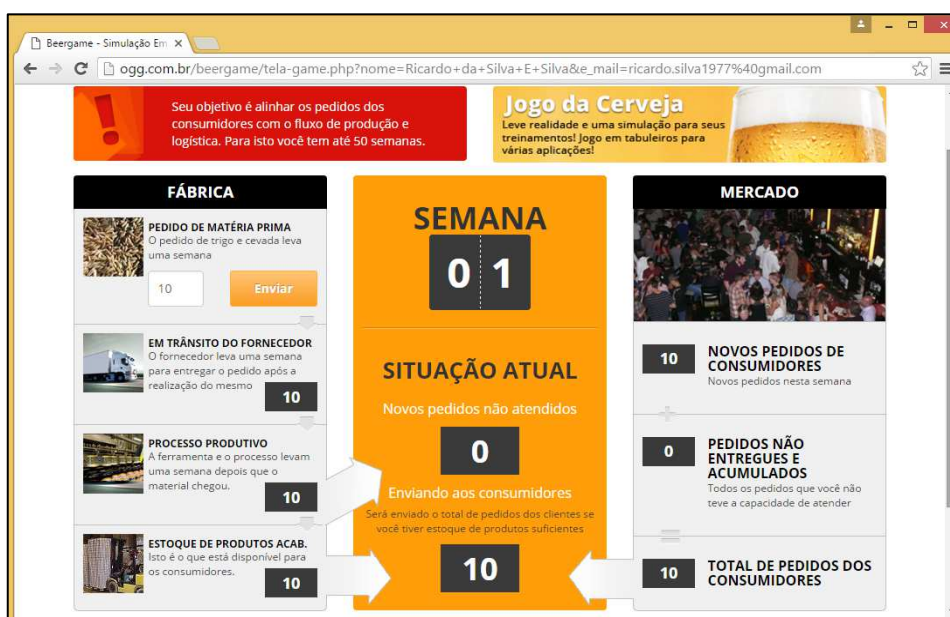 Beergame - Simulação Em
ogg.com.br/beergame/tela-game.php?nome=Ricardo+da+Silva+E+Silva&e_mail=ricardo.silva1977%40gmail.com
Seu objetivo é alinhar os pedidos dos
consumidores com o fluxo de produção e
logística. Para isto você tem até 50 semanas.
Jogo da Cerveja
Leve realidade e uma simulação para seus
treinamentos! Jogo em tabuleiros para
várias aplicações!
FÁBRICA
PEDIDO DE MATÉRIA PRIMA
O pedido de trigo e cevada leva
uma semana
10
Enviar
EM TRÂNSITO DO FORNECEDOR
O fornecedor leva uma semana
para entregar o pedido após a
realização do mesmo
10
PROCESSO PRODUTIVO
A ferramenta e o processo levam
uma semana depois que o
material chegou.
10
ESTOQUE DE PRODUTOS ACAB.
Isto é o que está disponível para
os consumidores.
10
SEMANA
0 1
SITUAÇÃO ATUAL
Novos pedidos não atendidos
0
Enviando aos consumidores
Será enviado o total de pedidos dos clientes se
você tiver estoque de produtos suficientes
10
MERCADO
10
NOVOS PEDIDOS DE
CONSUMIDORES
Novos pedidos nesta semana
0
PEDIDOS NÃO
ENTREGUES E
ACUMULADOS
Todos os pedidos que você não
teve a capacidade de atender
10
TOTAL DE PEDIDOS DOS
CONSUMIDORES